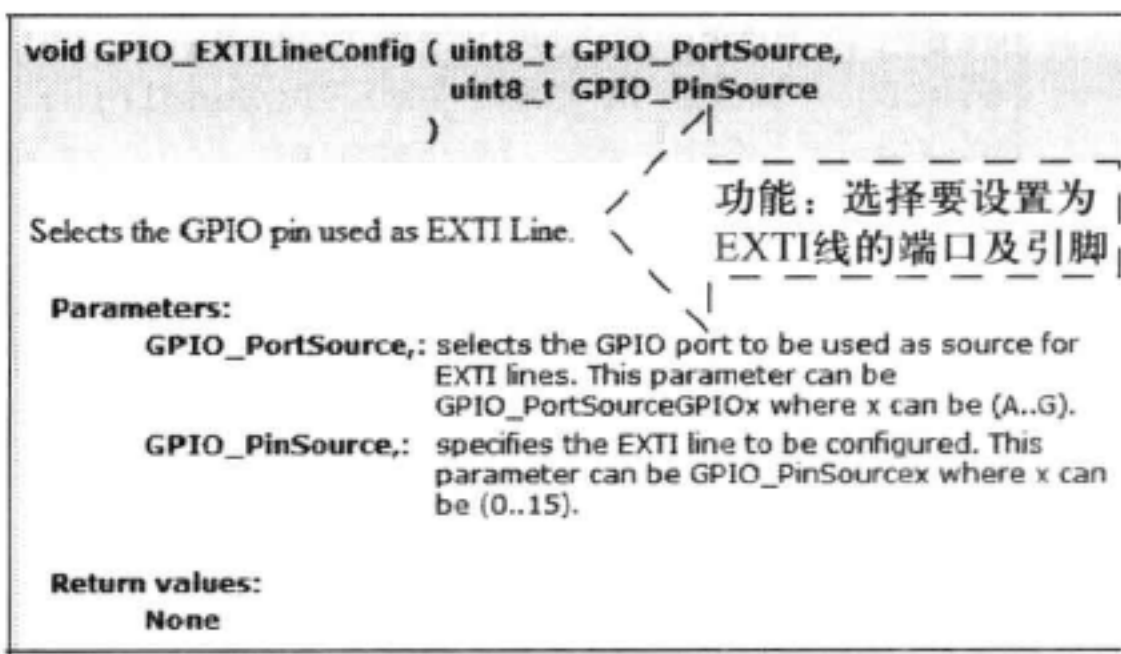 void GPIO_EXTILineConfig ( uint8_t GPIO_PortSource,
uint8_t GPIO_PinSource
)
功能：选择要设置为
EXTI线的端口及引脚
Selects the GPIO pin used as EXTI Line.
Parameters:
GPIO_PortSource,: selects the GPIO port to be used as source for
EXTI lines. This parameter can be
GPIO_PortSourceGPIOx where x can be (A..G).
GPIO_PinSource,: specifies the EXTI line to be configured. This
parameter can be GPIO_PinSourcex where x can
be (0..15).
Return values:
None